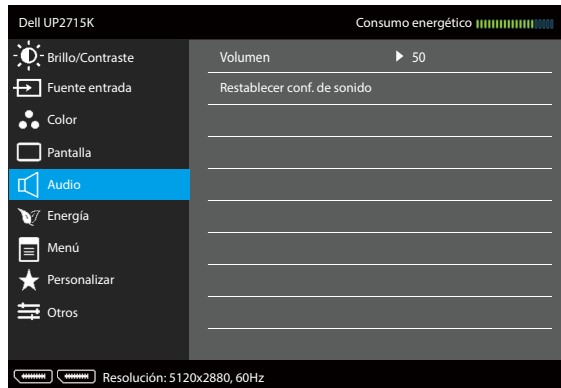 Dell UP2715K
Consumo energético
Brillo/Contraste
Volumen 50
Fuente entrada
Restablecer conf. de sonido
Color
Pantalla
Audio
Energía
Menú
Personalizar
Otros
Resolución: 5120x2880, 60Hz